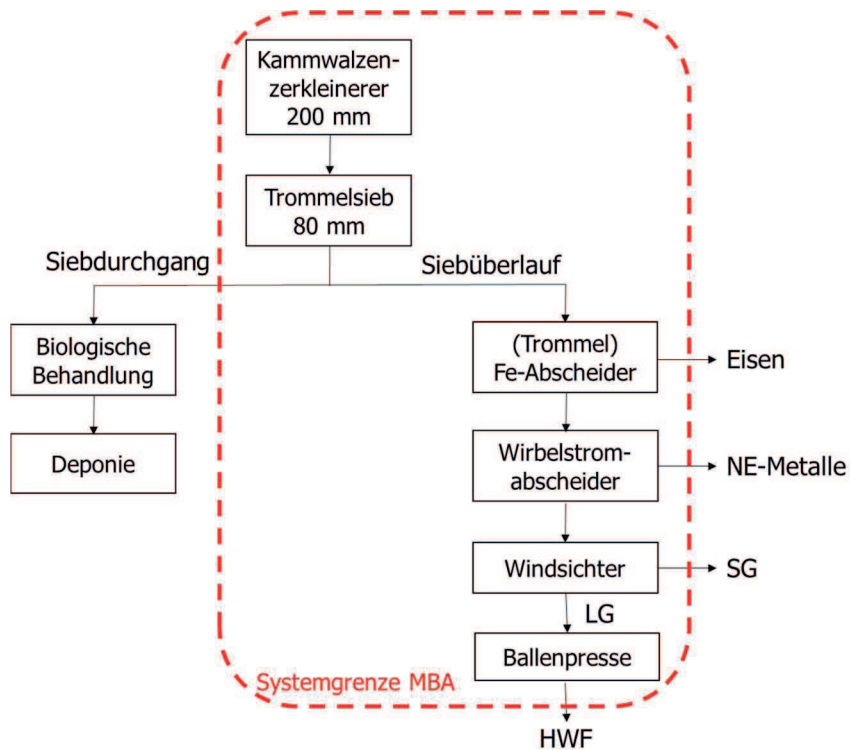 Kammwalzen-
zerkleinerer
200 mm
Trommelsieb
80 mm
Siebdurchgang
Siebüberlauf
Biologische
Behandlung
Deponie
(Trommel)
Fe-Abscheider
Eisen
Wirbelstrom-
abscheider
NE-Metalle
Windsichter
SG
LG
Ballenpresse
Systemgrenze MBA
HWF